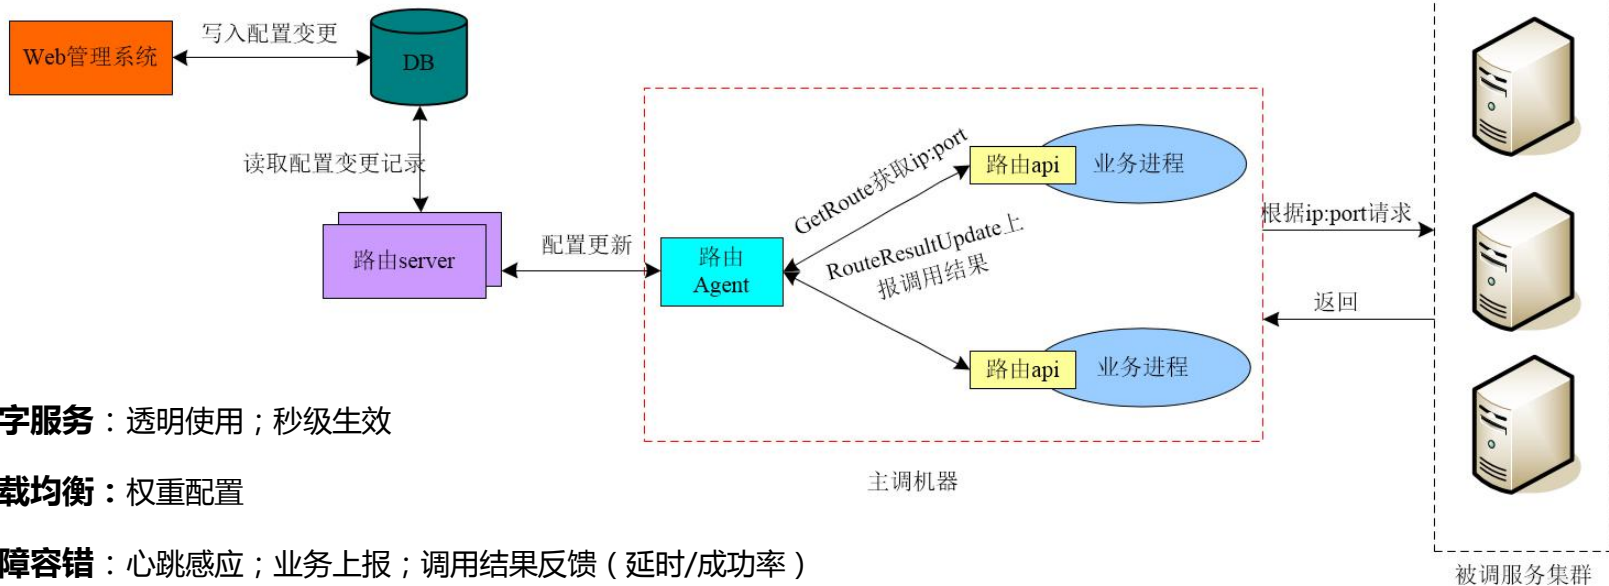 写入配置变更
Web管理系统
DB
读取配置变更记录
路由server
配置更新
路由
Agent
GetRoute获取ip:port
RouteResultUpdate上
报调用结果
路由api
业务进程
路由api
业务进程
根据ip:port请求
返回
主调机器
被调服务集群
字服务：透明使用；秒级生效
载均衡：权重配置
障容错：心跳感应；业务上报；调用结果反馈（延时/成功率）